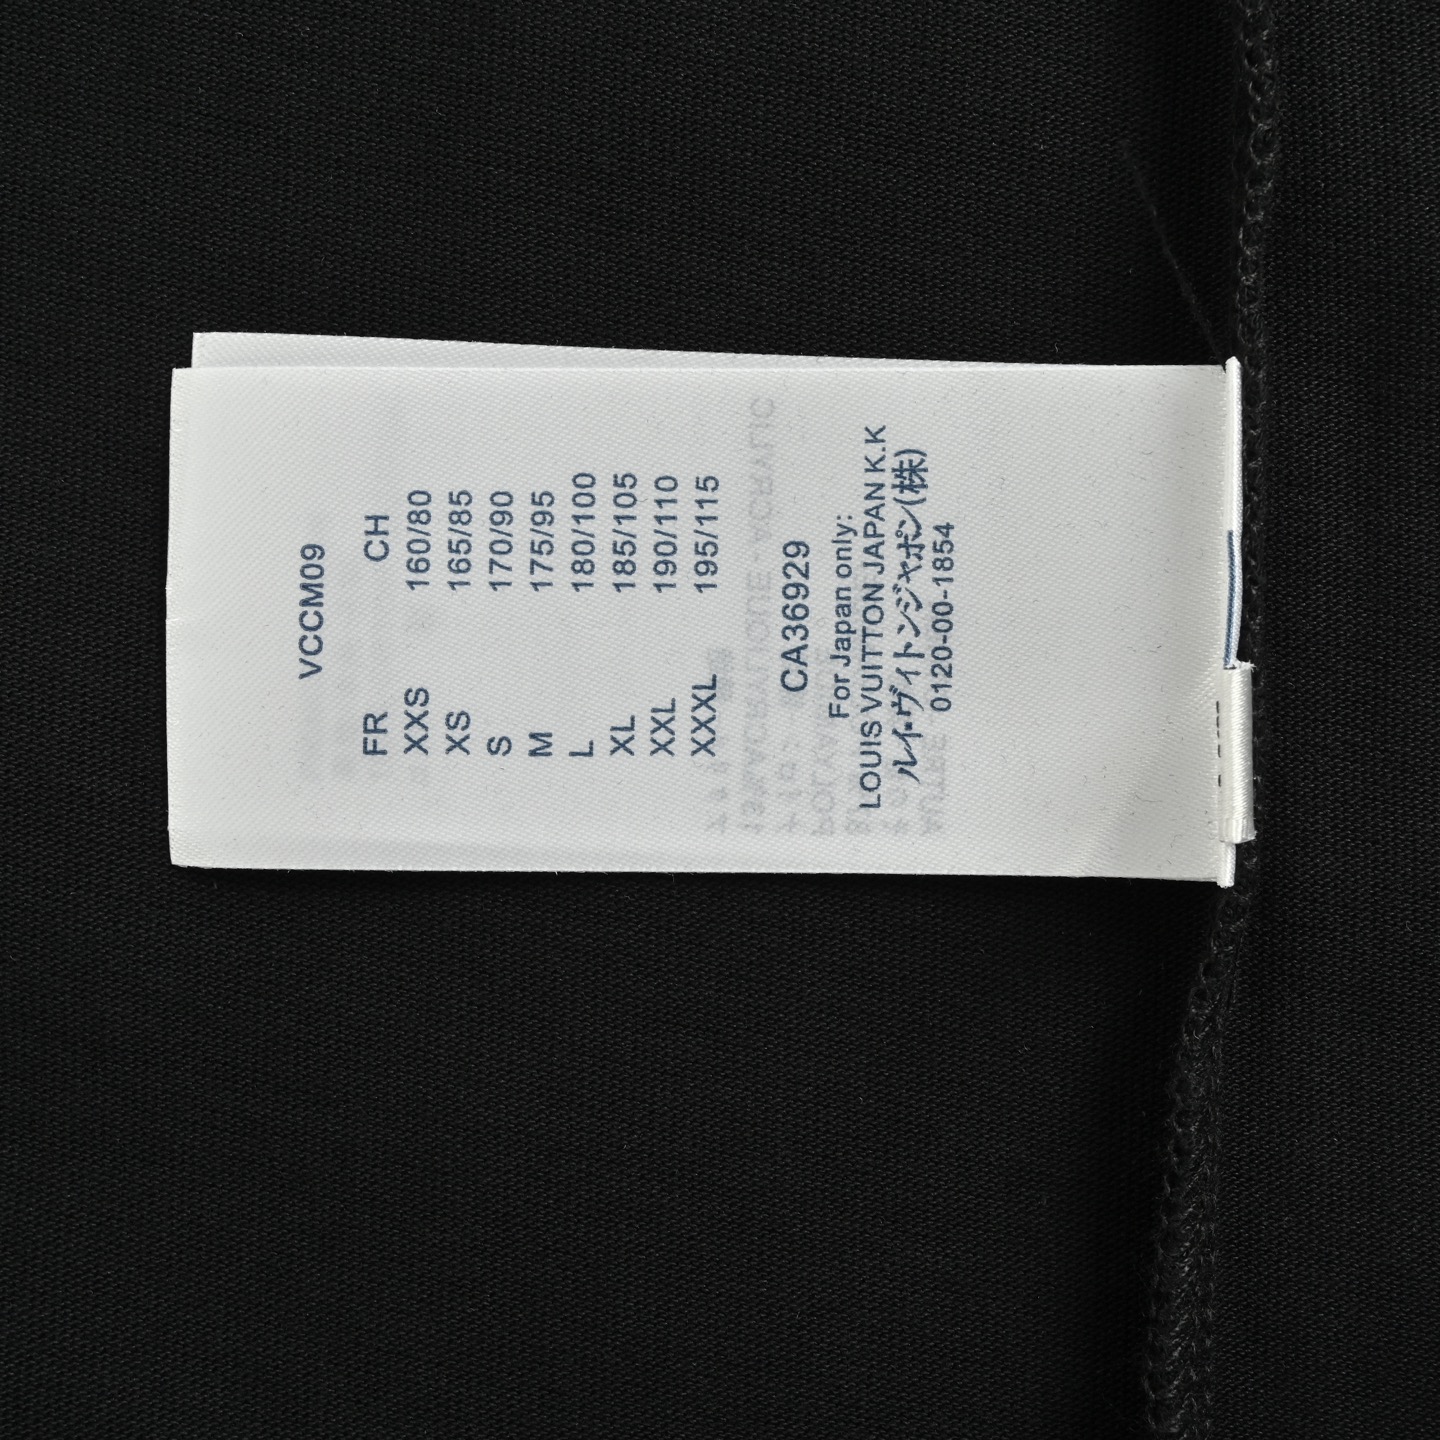 VCCM09
FR CH
XXS 160/80
XS 165/85
S 170/90
M 175/95
L 180/100
XL 185/105
XXL 190/110
XXXL 195/115
CA36929
For Japan only:
LOUIS VUITTON JAPAN K.K
ルイ・ヴィトンジャポン(株)
0120-00-1854